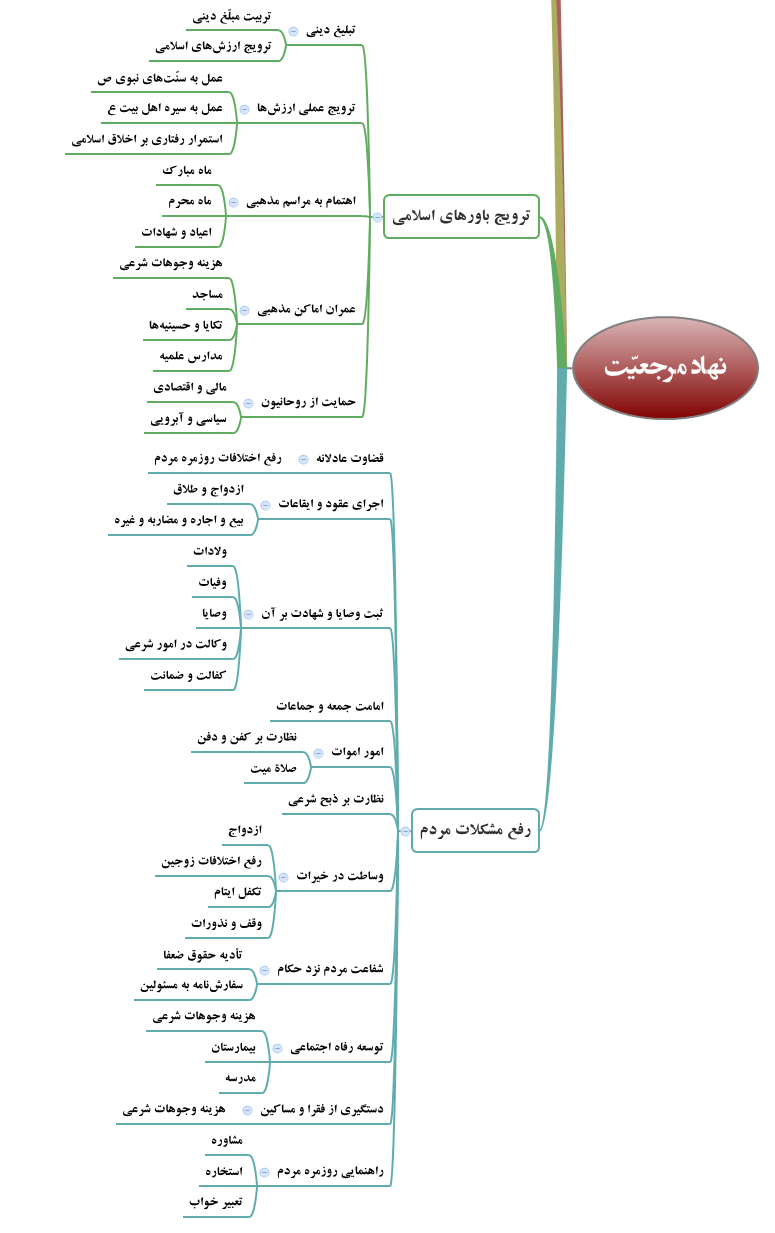 نهاد مرجعیّت
ترویج باورهای اسلامی
تبلیغ دینی
تربیت مبلّغ دینی
ترویج ارزش‌های اسلامی
ترویج عملی ارزش‌ها
عمل به سنّت‌های نبوی ص
عمل به سیره اهل بیت ع
استمرار رفتاری بر اخلاق اسلامی
اهتمام به مراسم مذهبی
ماه مبارک
ماه محرم
اعیاد و شهادات
عمران اماکن مذهبی
هزینه وجوهات شرعی
مساجد
تکایا و حسینیه‌ها
مدارس علمیه
حمایت از روحانیون
مالی و اقتصادی
سیاسی و آبرویی
رفع مشکلات مردم
قضاوت عادلانه
رفع اختلافات روزمره مردم
اجرای عقود و ایقاعات
ازدواج و طلاق
بیع و اجاره و مضاربه و غیره
ثبت وصایا و شهادت بر آن
ولادات
وفیات
وصایا
وکالت در امور شرعی
کفالت و ضمانت
امامت جمعه و جماعات
امور اموات
نظارت بر کفن و دفن
صلاة میت
نظارت بر ذبح شرعی
وساطت در خیرات
ازدواج
رفع اختلافات زوجین
تکفل ایتام
وقف و نذورات
شفاعت مردم نزد حکام
تأدیه حقوق ضعفا
سفارش‌نامه به مسئولین
توسعه رفاه اجتماعی
هزینه وجوهات شرعی
بیمارستان
مدرسه
دستگیری از فقرا و مساکین
هزینه وجوهات شرعی
راهنمایی روزمره مردم
مشاوره
استخاره
تعبیر خواب